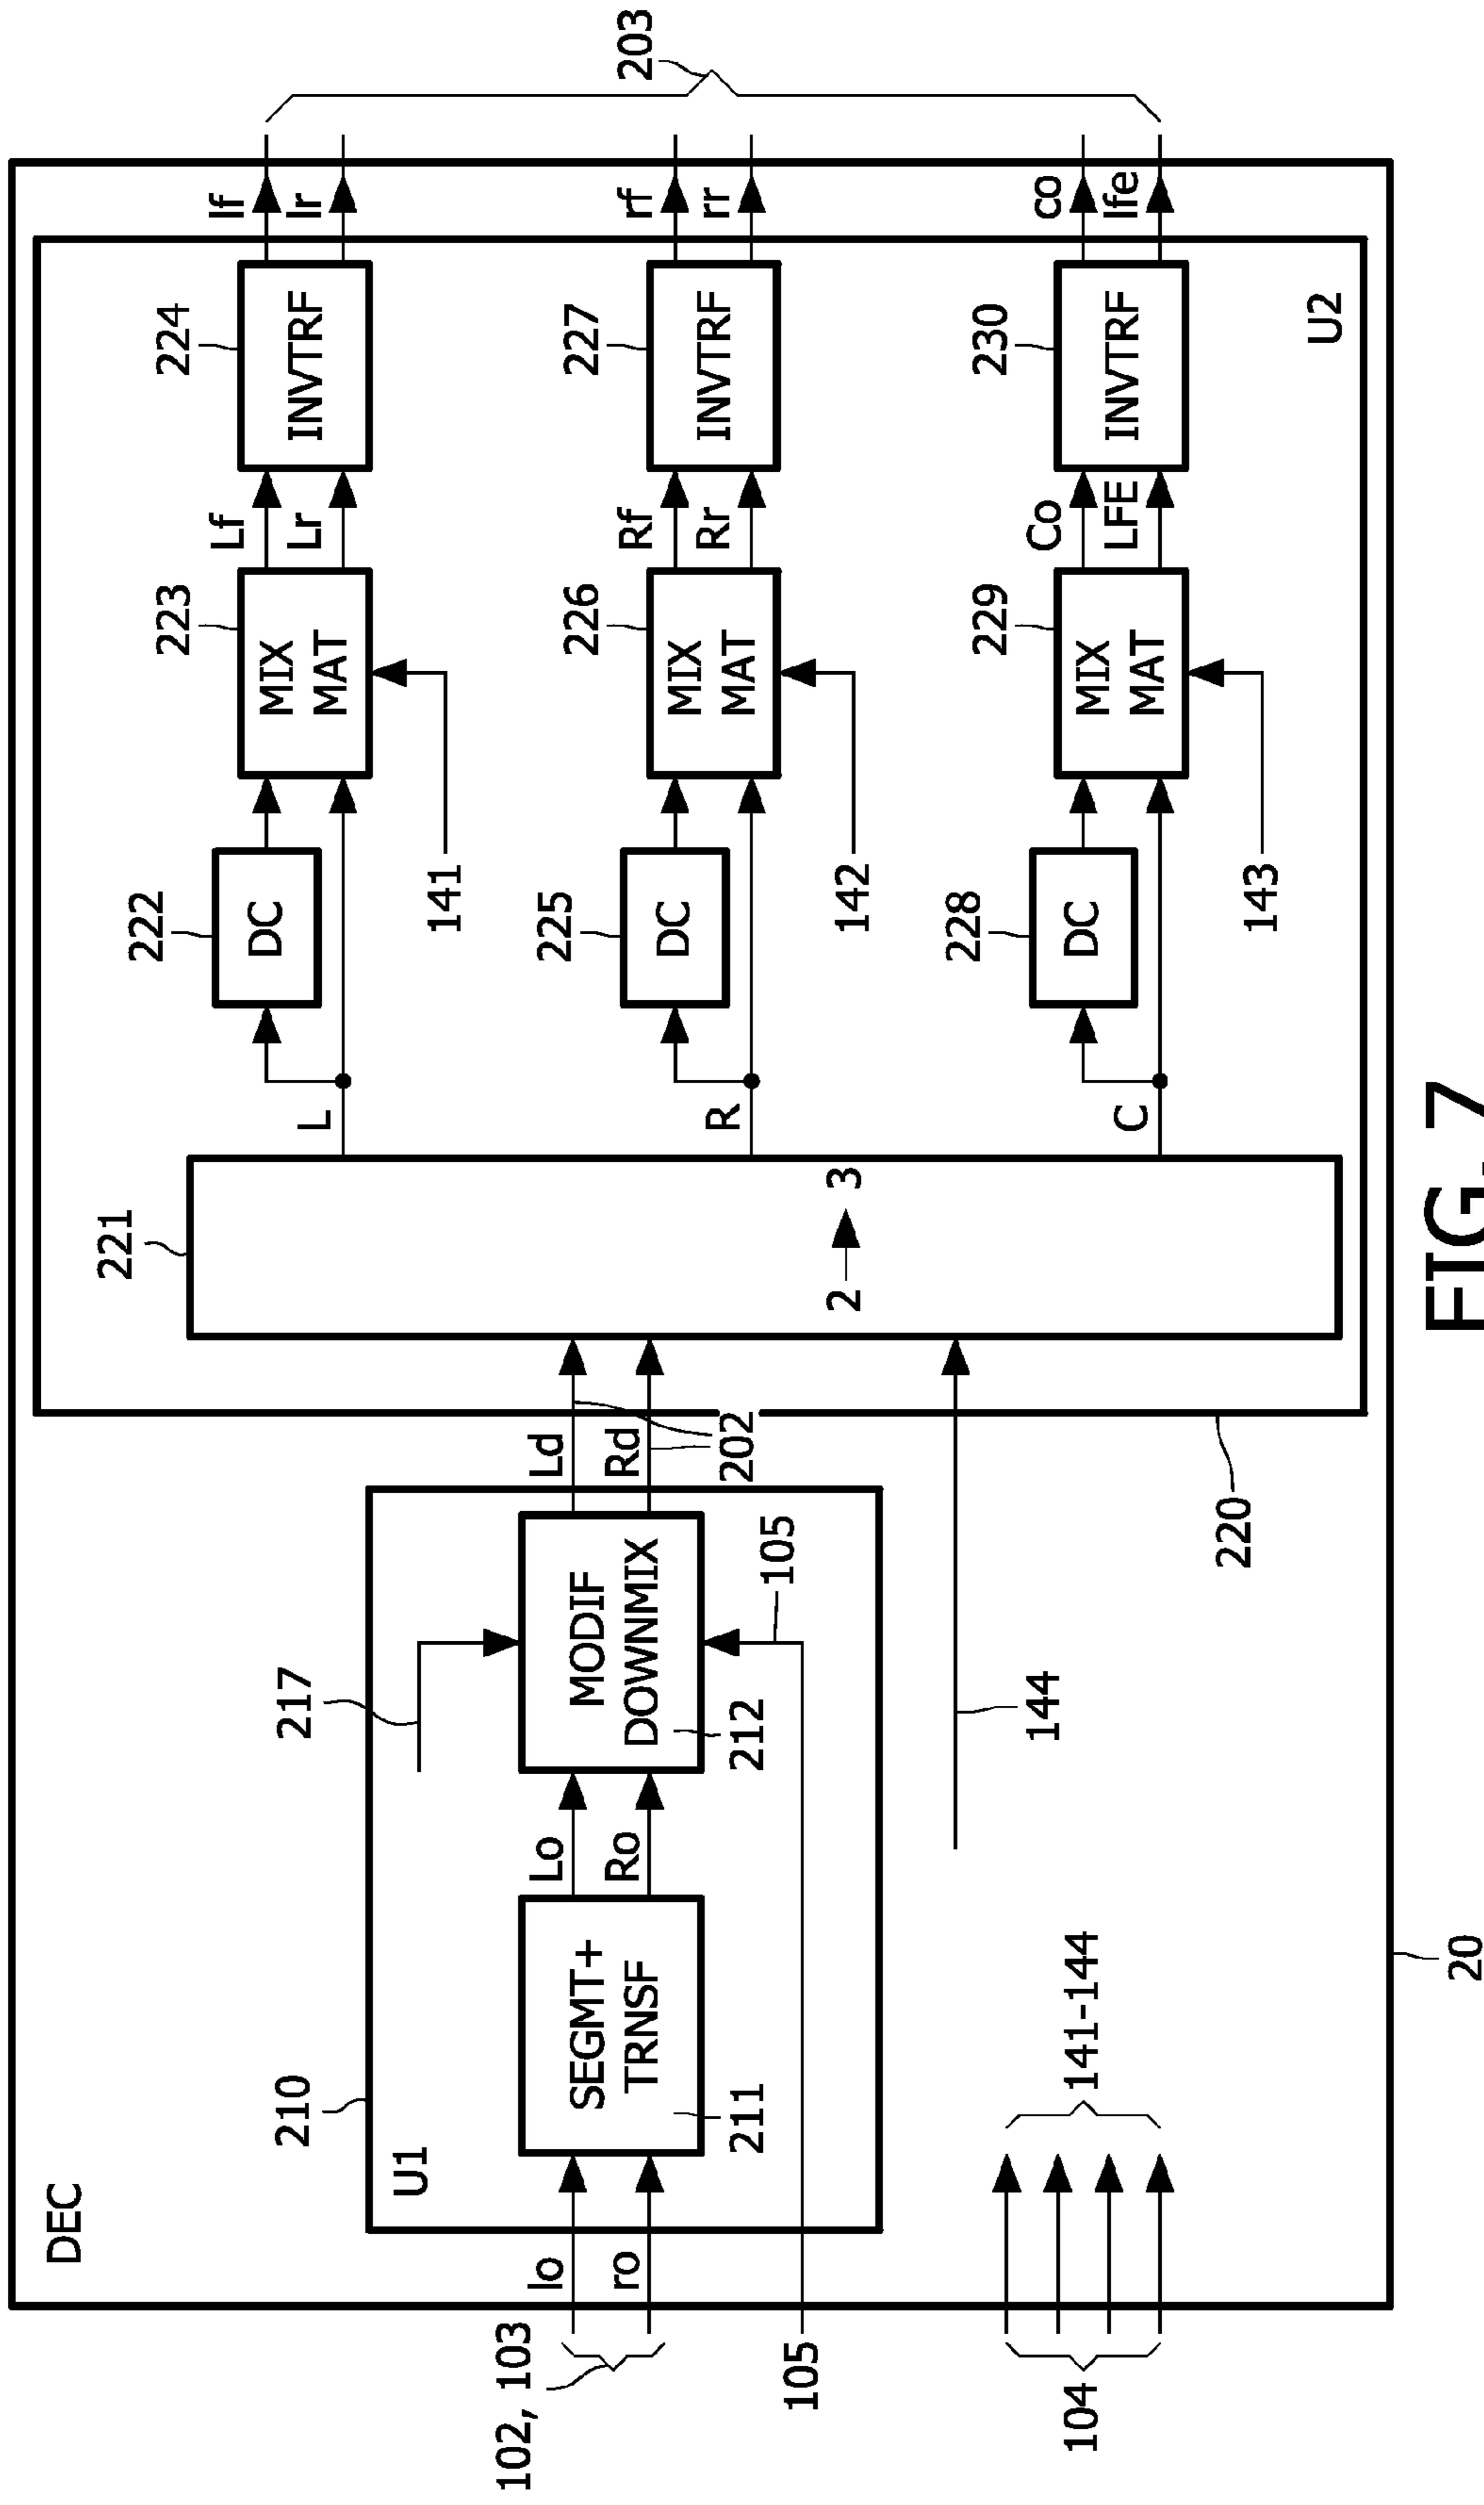 DEC
20
210
U1
102, 103
lo
ro
105
SEGMT+
TRNSF
211
Lo
Ro
217
MODIF
DOWNMIX
212
105
Ld
Rd
202
104
141-144
144
220
U2
221
2
3
L
R
C
222
DC
141
223
MIX
MAT
Lf
Lr
224
INVTRF
lf
lr
225
DC
142
226
MIX
MAT
Rf
Rr
227
INVTRF
rf
rr
228
DC
143
229
MIX
MAT
Co
LFE
230
INVTRF
co
lfe
203
FIG. 7